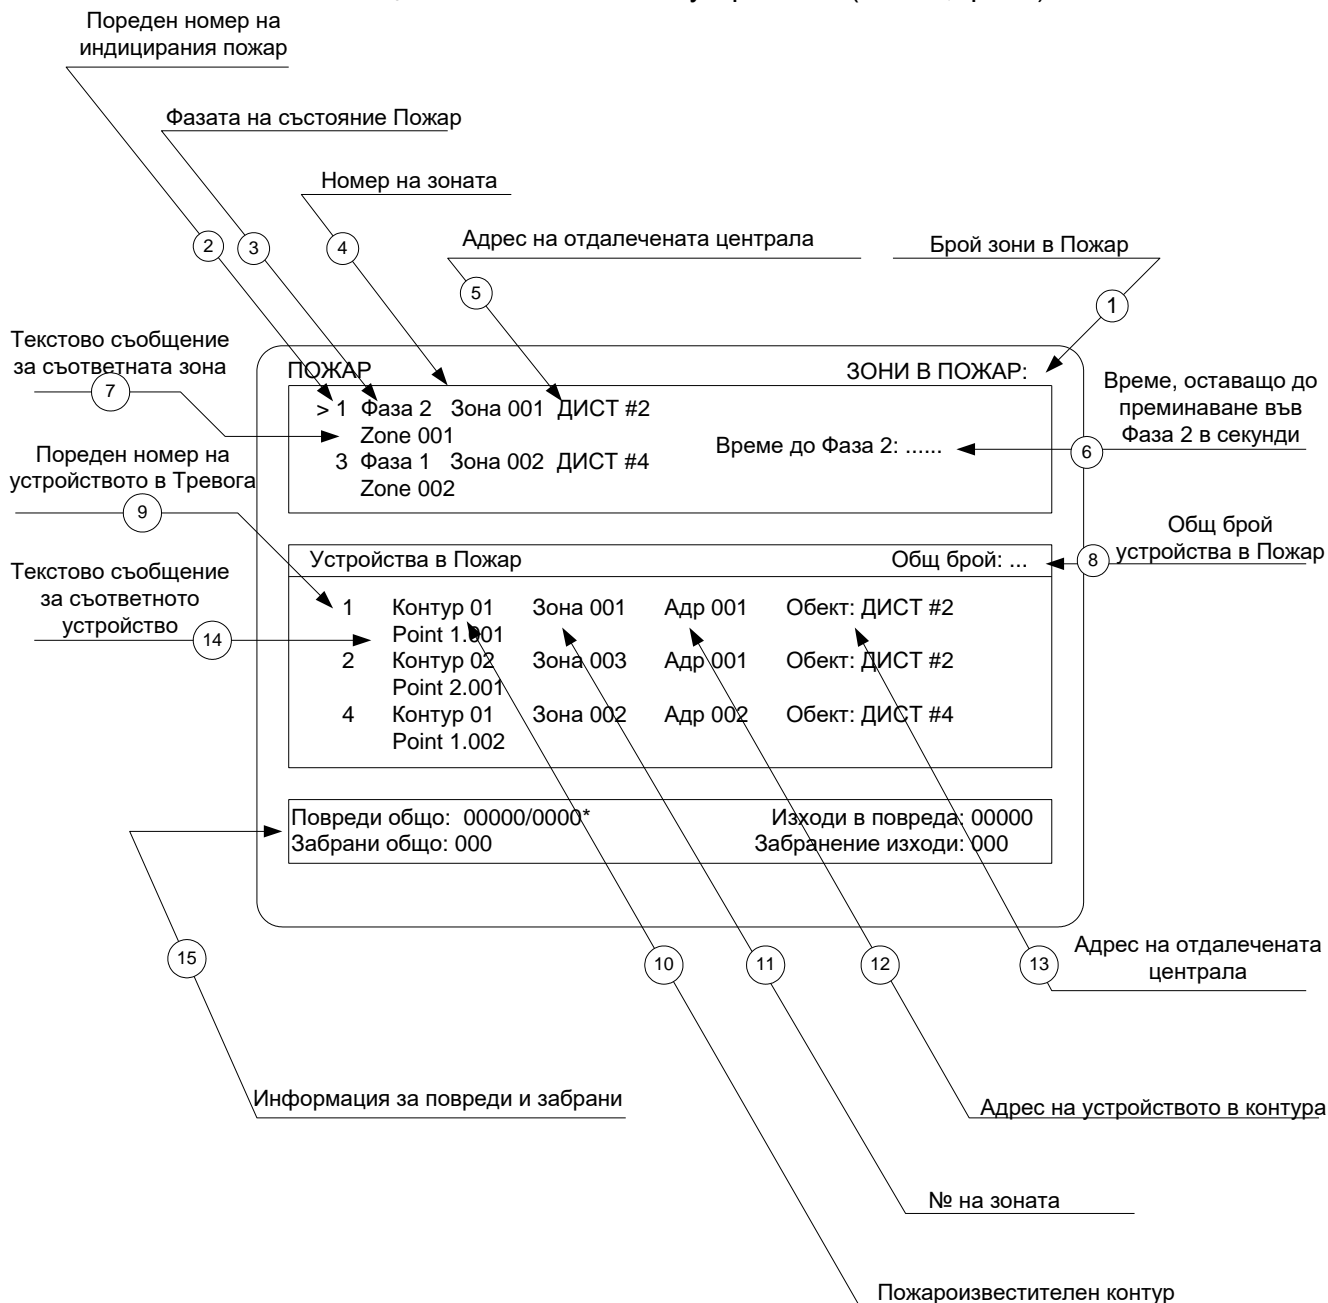 Пореден номер на
индицирания пожар
Фазата на състояние Пожар
Номер на зоната
Адрес на отдалечената централа
Брой зони в Пожар
2
3
4
5
1
Текстово съобщение
за съответната зона
7
ПОЖАР
ЗОНИ В ПОЖАР:
> 1 Фаза 2 Зона 001 ДИСТ #2
Zone 001
Време до Фаза 2: ......
3 Фаза 1 Зона 002 ДИСТ #4
Zone 002
Време, оставащо до
преминаване във
Фаза 2 в секунди
6
Пореден номер на
устройството в Тревога
9
Общ брой
устройства в Пожар
8
Устройства в Пожар
Общ брой: ...
Текстово съобщение
за съответното
устройство
14
1 Контур 01 Зона 001 Адр 001 Обект: ДИСТ #2
Point 1.001
2 Контур 02 Зона 003 Адр 001 Обект: ДИСТ #2
Point 2.001
4 Контур 01 Зона 002 Адр 002 Обект: ДИСТ #4
Point 1.002
Повреди общо: 00000/0000*
Изходи в повреда: 00000
Забрани общо: 000
Забранение изходи: 000
15
10
11
12
13
Адрес на отдалечената
централа
Информация за повреди и забрани
Адрес на устройството в контура
№ на зоната
Пожароизвестителен контур